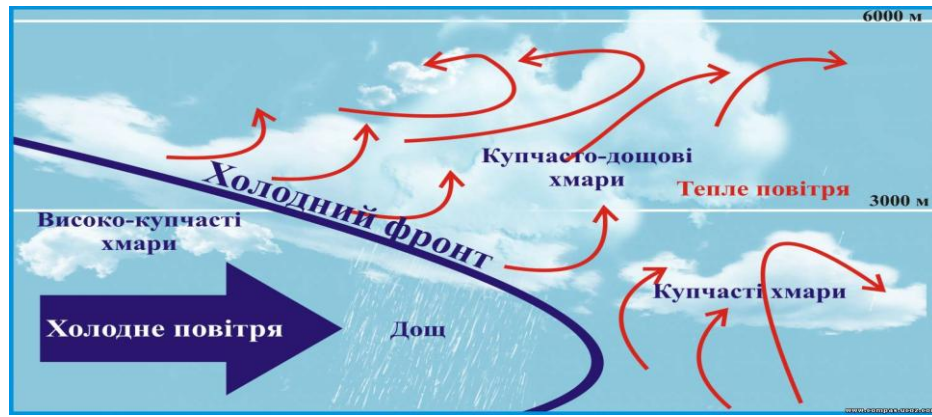 6000 м
Купчасто-дощові
хмари
Тепле повітря
3000 м
Холодний фронт
Високо-купчасті
хмари
Купчасті хмари
Холодне повітря
Дощ